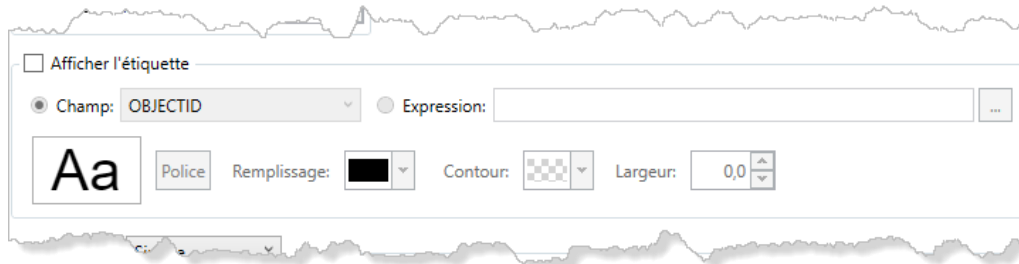 Afficher l'étiquette
Champ: OBJECTID Expression: ...
Aa Police Remplissage: Contour: Largeur: 0,0